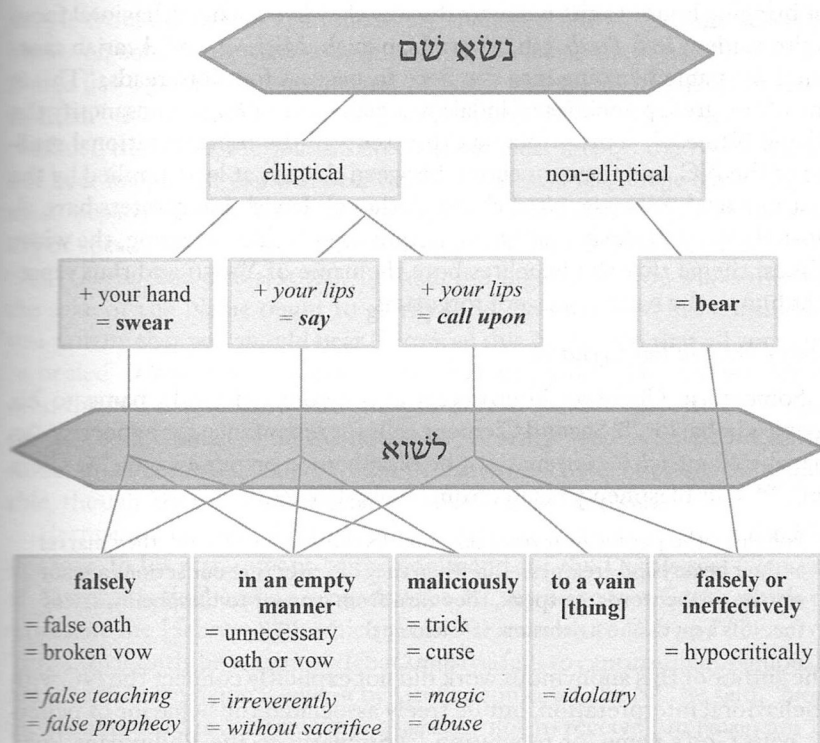 נשׂא שׁם
elliptical
non-elliptical
+ your hand
= swear
+ your lips
= say
+ your lips
= call upon
= bear
לשׁוא
falsely
= false oath
= broken vow
= false teaching
= false prophecy
in an empty
manner
= unnecessary
oath or vow
= irreverently
= without sacrifice
maliciously
= trick
= curse
= magic
= abuse
to a vain
[thing]
= idolatry
falsely or
ineffectively
= hypocritically